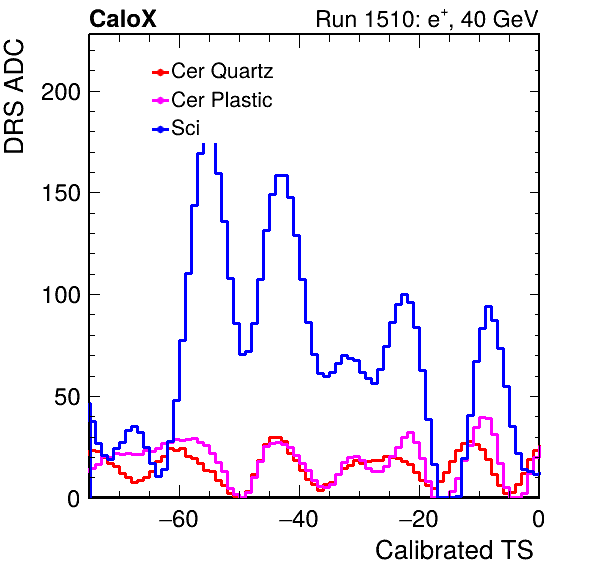 CaloX Run 1510: e⁺, 40 GeV
DRS ADC
200
150
100
50
0
Cer Quartz
Cer Plastic
Sci
−60 −40 −20 0
Calibrated TS